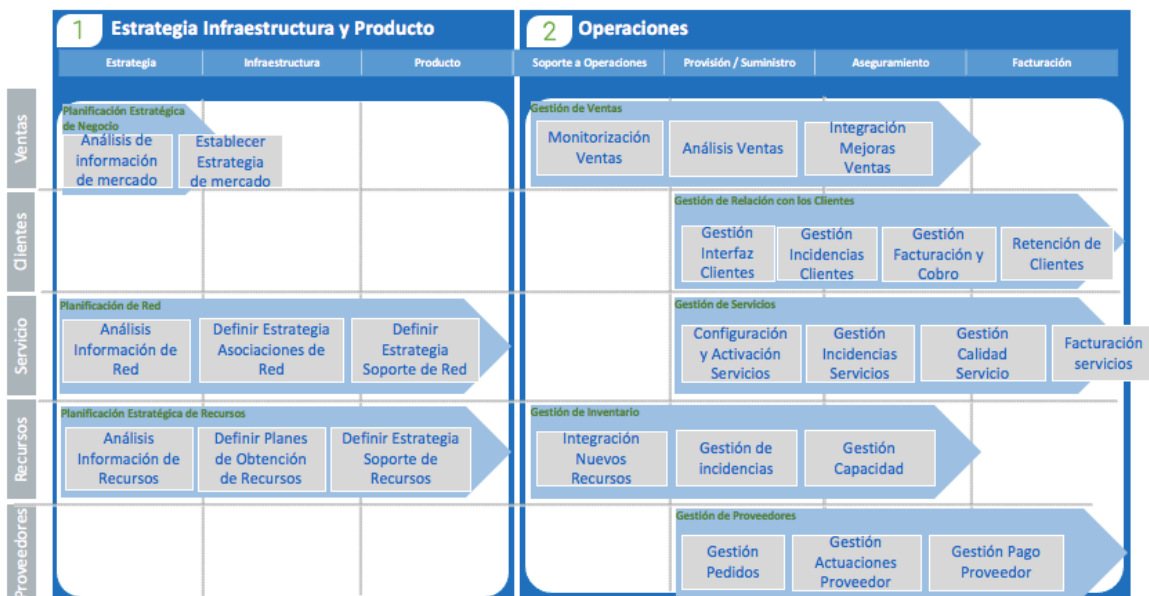 1 Estrategia Infraestructura y Producto
2 Operaciones
Estrategia
Infraestructura
Producto
Soporte a Operaciones
Provisión / Suministro
Aseguramiento
Facturación
Ventas
Planificación Estratégica
de Negocio
Análisis de
información
de mercado
Establecer
Estrategia
de mercado
Gestión de Ventas
Monitorización
Ventas
Análisis Ventas
Integración
Mejoras
Ventas
Clientes
Gestión de Relación con los Clientes
Gestión
Interfaz
Clientes
Gestión
Incidencias
Clientes
Gestión
Facturación y
Cobro
Retención de
Clientes
Servicio
Planificación de Red
Análisis
Información de
Red
Definir Estrategia
Asociaciones de
Red
Definir
Estrategia
Soporte de Red
Gestión de Servicios
Configuración
y Activación
Servicios
Gestión
Incidencias
Servicios
Gestión
Calidad
Servicio
Facturación
servicios
Recursos
Planificación Estratégica de Recursos
Análisis
Información de
Recursos
Definir Planes
de Obtención
de Recursos
Definir Estrategia
Soporte de
Recursos
Gestión de Inventario
Integración
Nuevos
Recursos
Gestión de
incidencias
Gestión
Capacidad
Proveedores
Gestión de Proveedores
Gestión
Pedidos
Gestión
Actuaciones
Proveedor
Gestión Pago
Proveedor